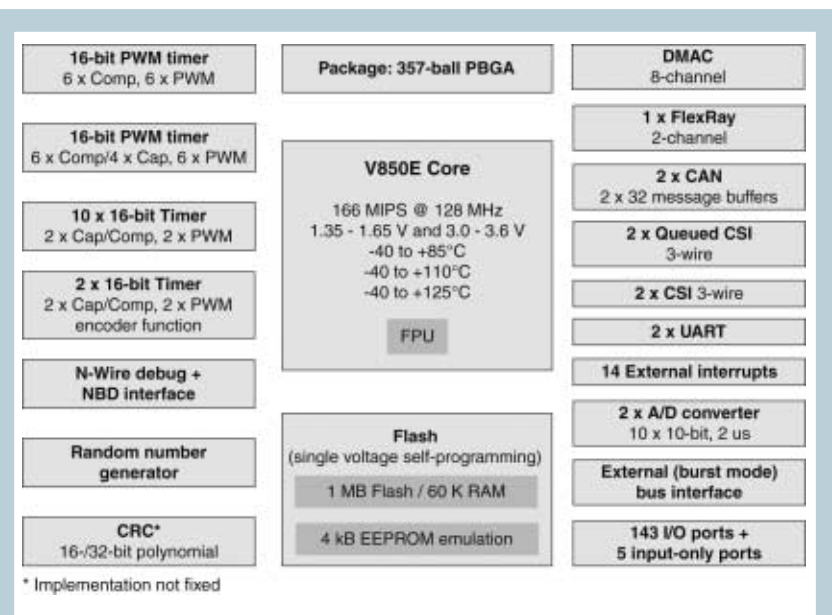 16-bit PWM timer
6 x Comp, 6 x PWM
16-bit PWM timer
6 x Comp/4 x Cap, 6 x PWM
10 x 16-bit Timer
2 x Cap/Comp, 2 x PWM
2 x 16-bit Timer
2 x Cap/Comp, 2 x PWM
encoder function
N-Wire debug +
NBD interface
Random number
generator
CRC*
16-/32-bit polynomial
* Implementation not fixed
Package: 357-ball PBGA
V850E Core
166 MIPS @ 128 MHz
1.35 - 1.65 V and 3.0 - 3.6 V
-40 to +85°C
-40 to +110°C
-40 to +125°C
FPU
Flash
(single voltage self-programming)
1 MB Flash / 60 K RAM
4 kB EEPROM emulation
DMAC
8-channel
1 x FlexRay
2-channel
2 x CAN
2 x 32 message buffers
2 x Queued CSI
3-wire
2 x CSI 3-wire
2 x UART
14 External interrupts
2 x A/D converter
10 x 10-bit, 2 us
External (burst mode)
bus interface
143 I/O ports +
5 input-only ports